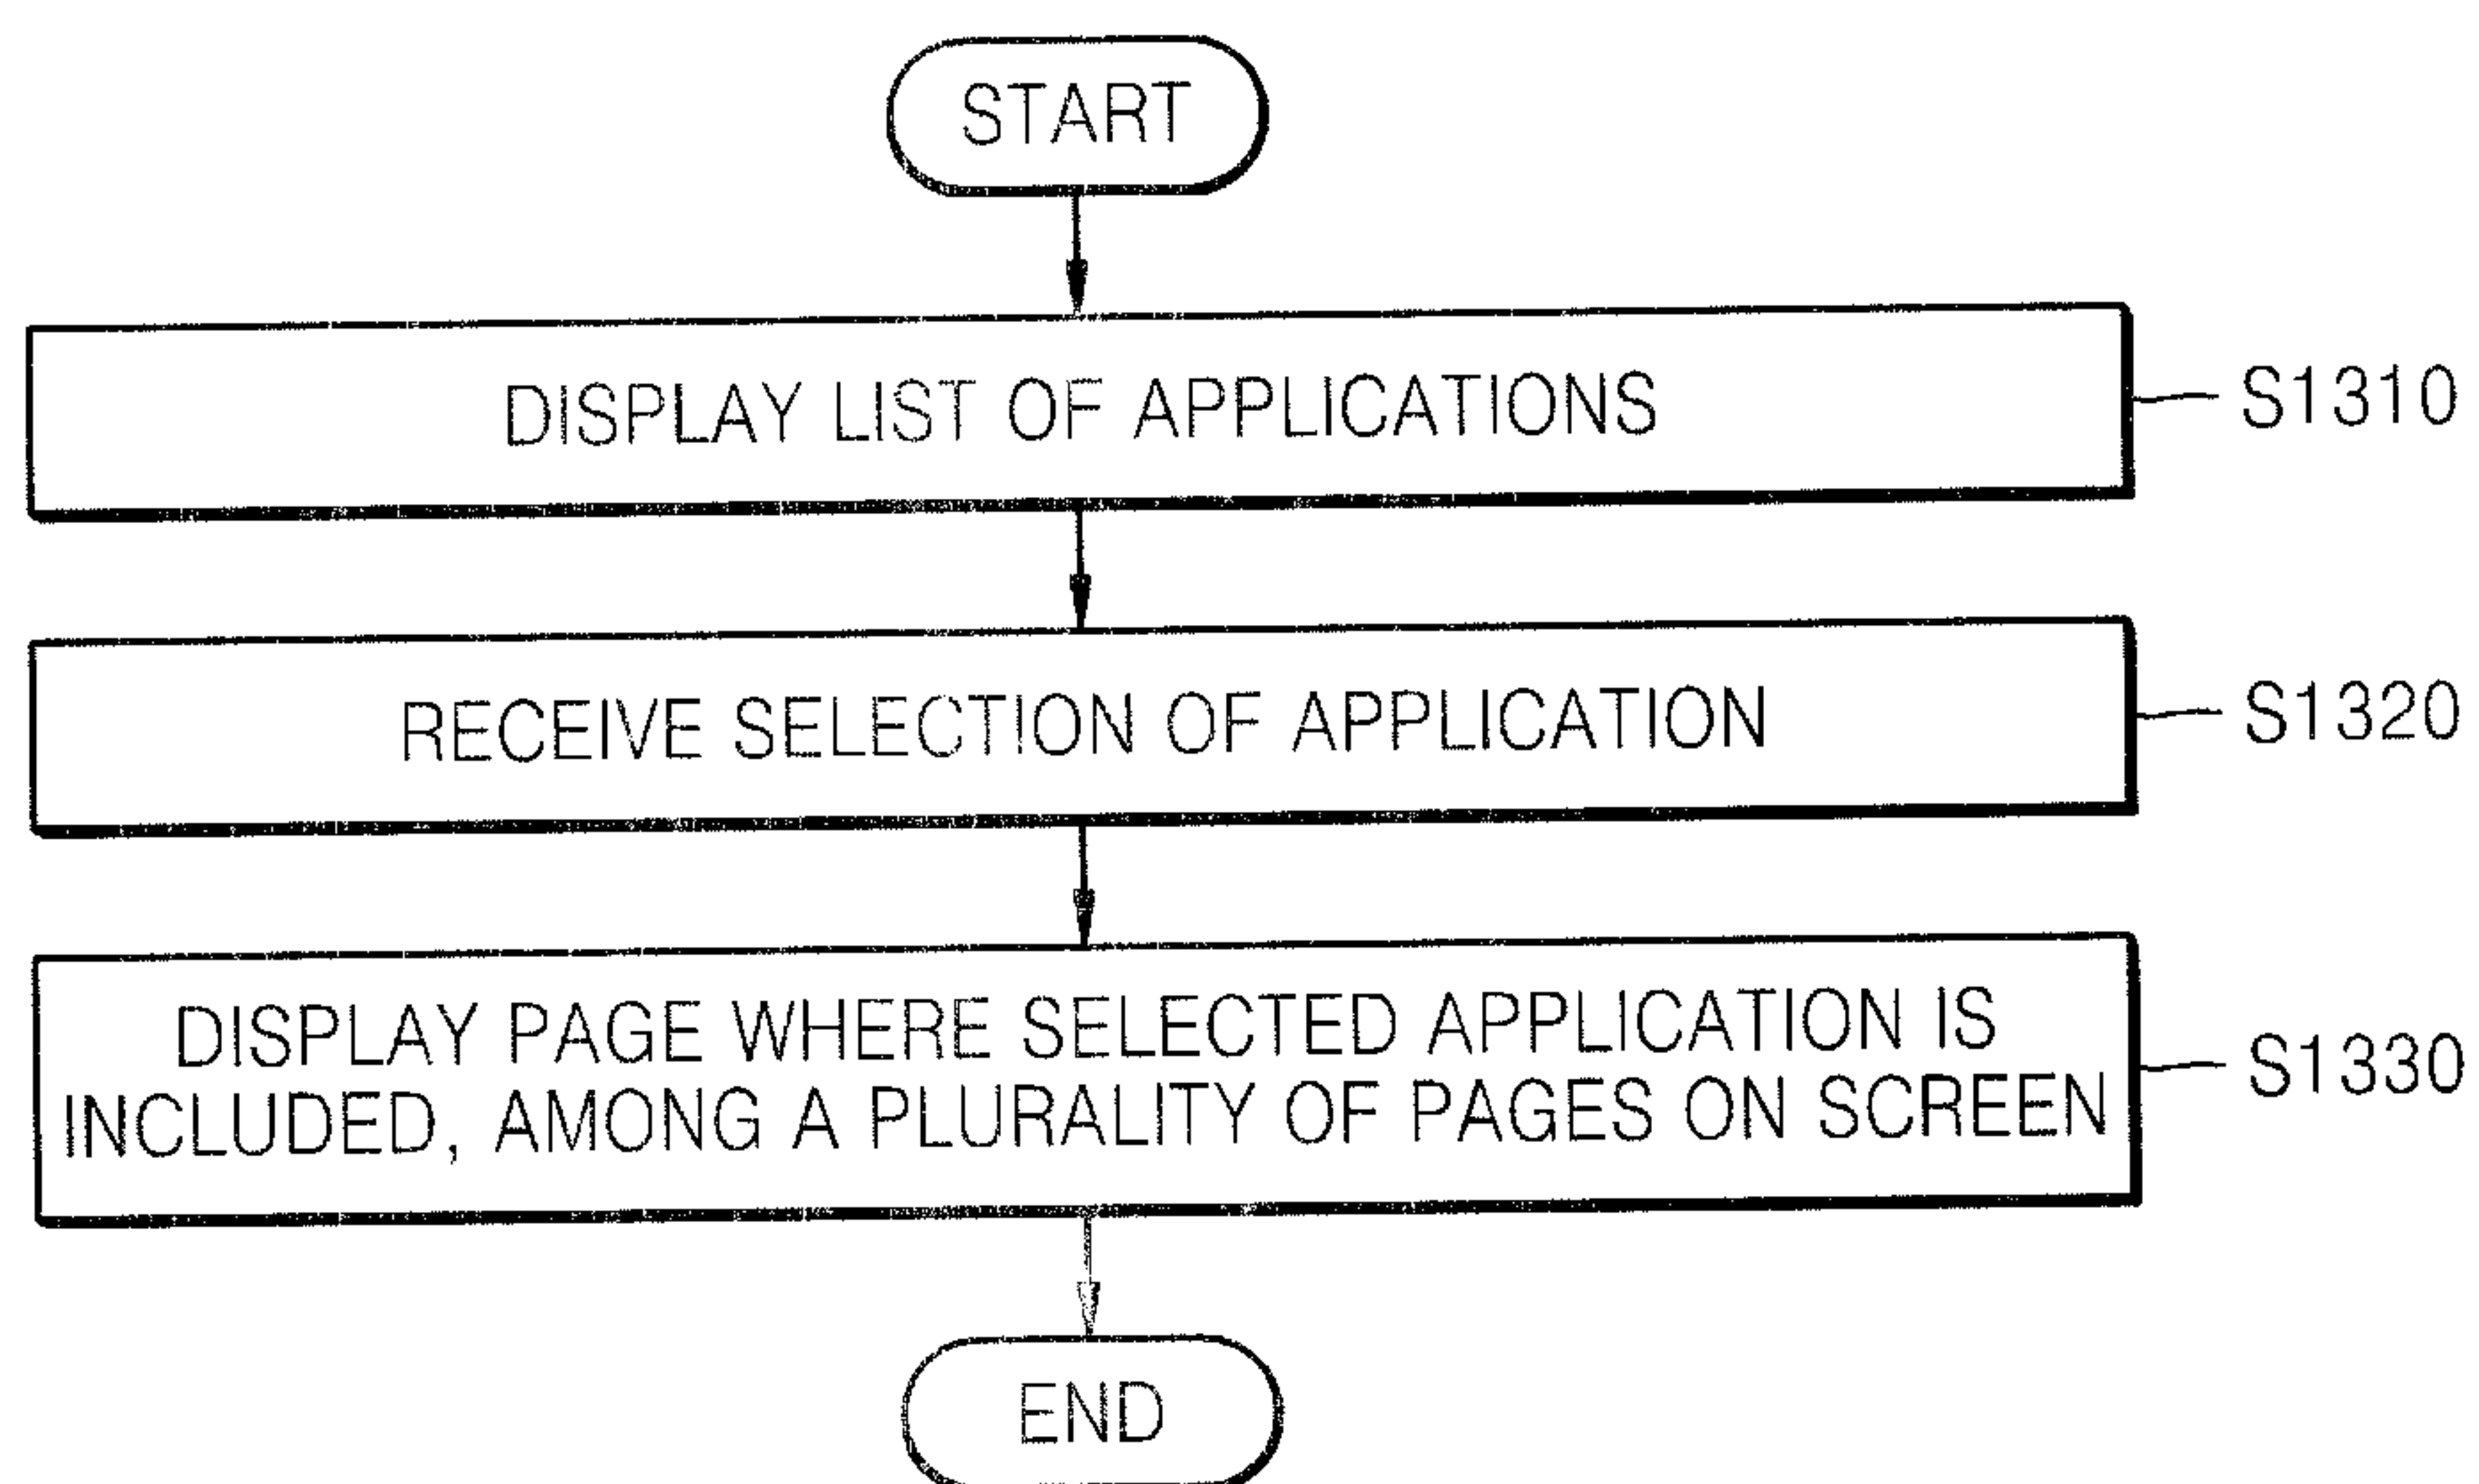 START
DISPLAY LIST OF APPLICATIONS
S1310
RECEIVE SELECTION OF APPLICATION
S1320
DISPLAY PAGE WHERE SELECTED APPLICATION IS
INCLUDED, AMONG A PLURALITY OF PAGES ON SCREEN
S1330
END